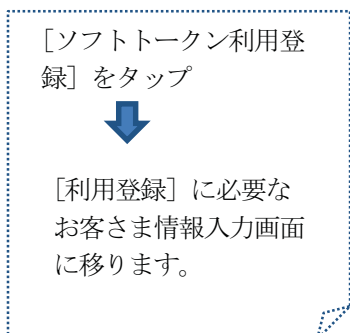 ［ソフトトークン利用登
録］をタップ
［利用登録］に必要な
お客さま情報入力画面
に移ります。